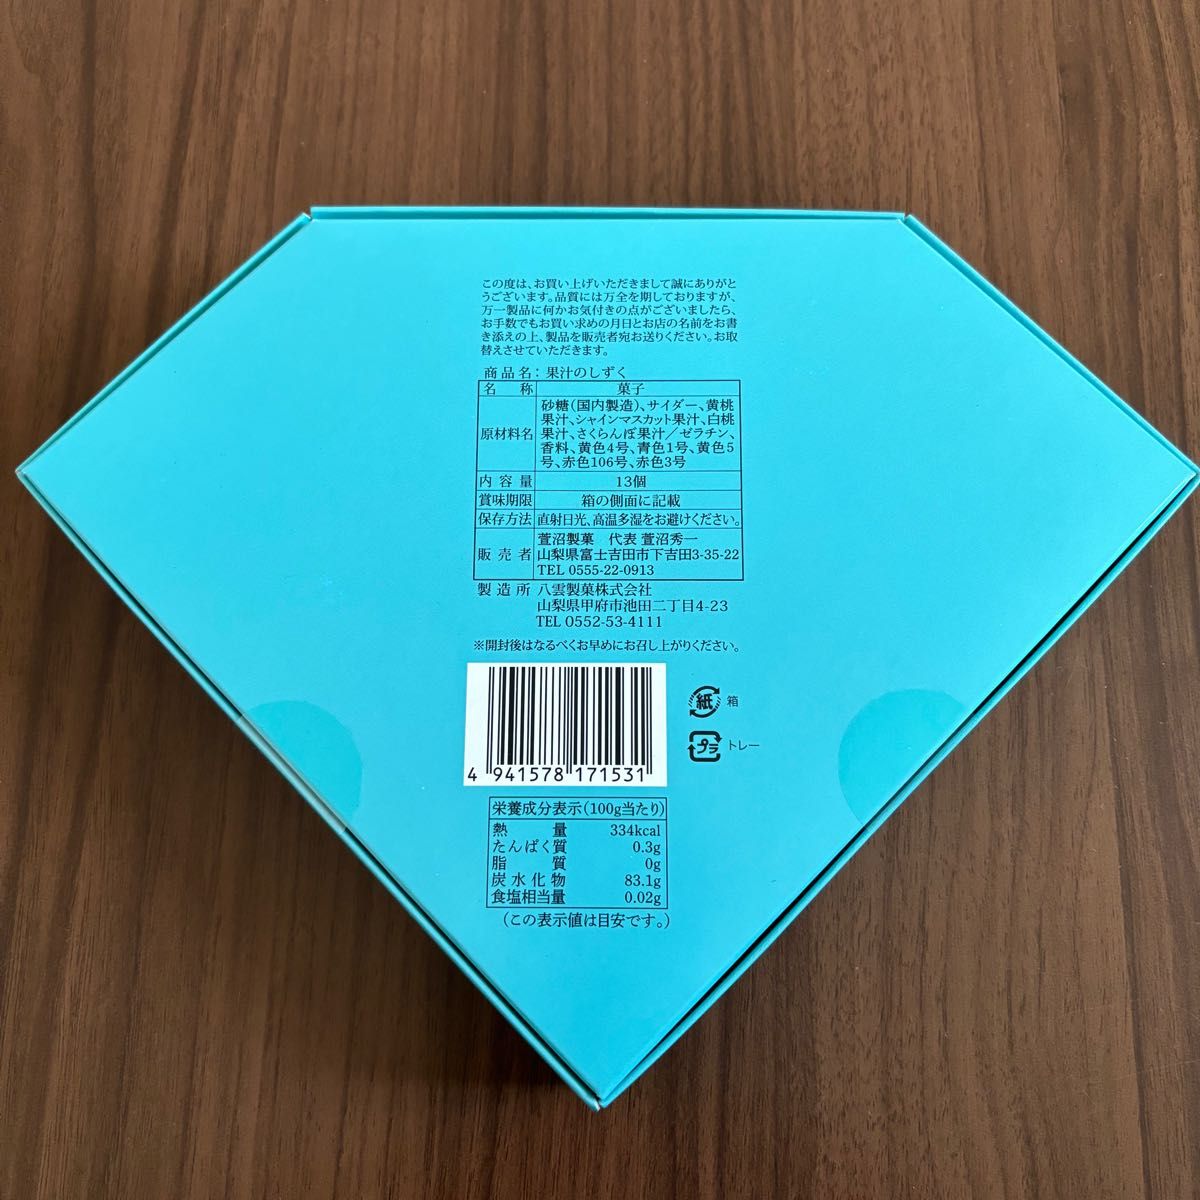 この度は、お買い上げいただきまして誠にありがと
うございます。品質には万全を期しておりますが、
万一製品に何かお気付きの点がございましたら、
お手数でもお買い求めの月日とお店の名前をお書
き添えの上、製品を販売者宛お送りください。お取
替えさせていただきます。
商品名：果汁のしずく
名称 菓子
原材料名 砂糖（国内製造）、サイダー、黄桃
果汁、シャインマスカット果汁、白桃
果汁、さくらんぼ果汁／ゼラチン、
香料、黄色4号、青色1号、黄色5
号、赤色106号、赤色3号
内容量 13個
賞味期限 箱の側面に記載
保存方法 直射日光、高温多湿をお避けください。
販売者 萱沼製菓 代表 萱沼秀一
山梨県富士吉田市下吉田3-35-22
TEL 0555-22-0913
製造所 八雲製菓株式会社
山梨県甲府市池田二丁目4-23
TEL 0552-53-4111
※開封後はなるべくお早めにお召し上がりください。
紙 箱
プラ トレー
4 941578 171531
栄養成分表示（100g当たり）
熱量 334kcal
たんぱく質 0.3g
脂質 0g
炭水化物 83.1g
食塩相当量 0.02g
（この表示値は目安です。）